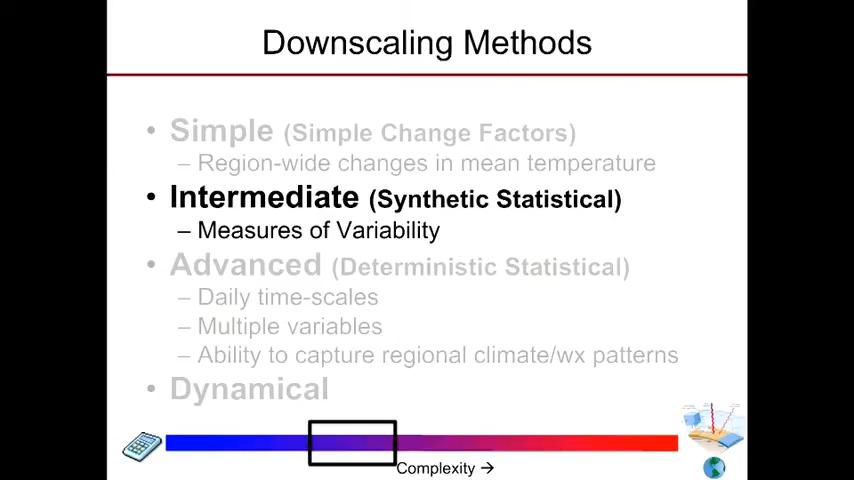 Downscaling Methods
• Simple (Simple Change Factors)
– Region-wide changes in mean temperature
• Intermediate (Synthetic Statistical)
– Measures of Variability
• Advanced (Deterministic Statistical)
– Daily time-scales
– Multiple variables
– Ability to capture regional climate/wx patterns
• Dynamical
Complexity →